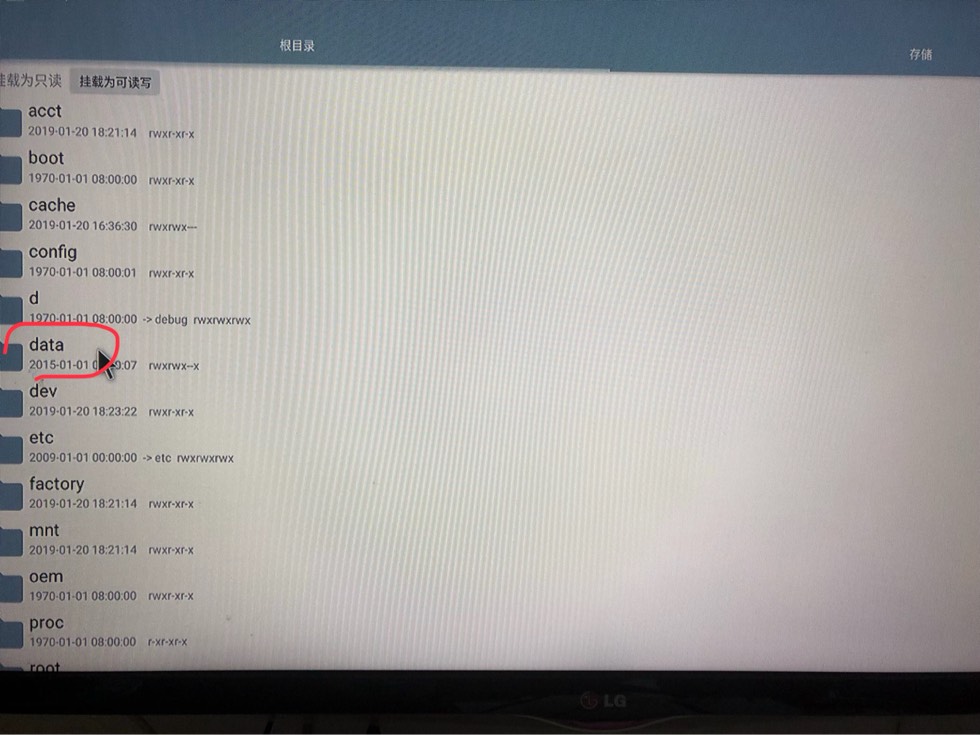 根目录
存储
挂载为只读 挂载为可读写
acct
2019-01-20 18:21:14 rwxr-xr-x
boot
1970-01-01 08:00:00 rwxr-xr-x
cache
2019-01-20 16:36:30 rwxrwx---
config
1970-01-01 08:00:01 rwxr-xr-x
d
1970-01-01 08:00:00 -> debug rwxrwxrwx
data
2015-01-01 0 0:07 rwxrwx--x
dev
2019-01-20 18:23:22 rwxr-xr-x
etc
2009-01-01 00:00:00 -> etc rwxrwxrwx
factory
2019-01-20 18:21:14 rwxr-xr-x
mnt
2019-01-20 18:21:14 rwxr-xr-x
oem
1970-01-01 08:00:00 rwxr-xr-x
proc
1970-01-01 08:00:00 r-xr-xr-x
root
LG